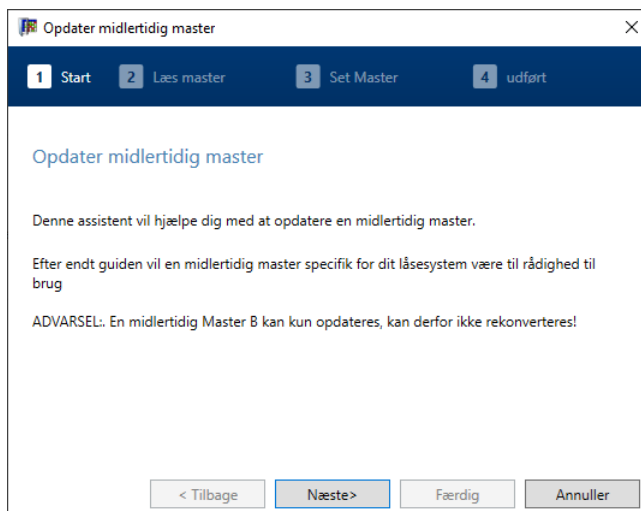 Opdater midlertidig master
1 Start 2 Læs master 3 Set Master 4 udført
Opdater midlertidig master
Denne assistent vil hjælpe dig med at opdatere en midlertidig master.
Efter endt guiden vil en midlertidig master specifik for dit låsesystem være til rådighed til
brug
ADVARSEL:. En midlertidig Master B kan kun opdateres, kan derfor ikke rekonverteres!
< Tilbage Næste> Færdig Annuller